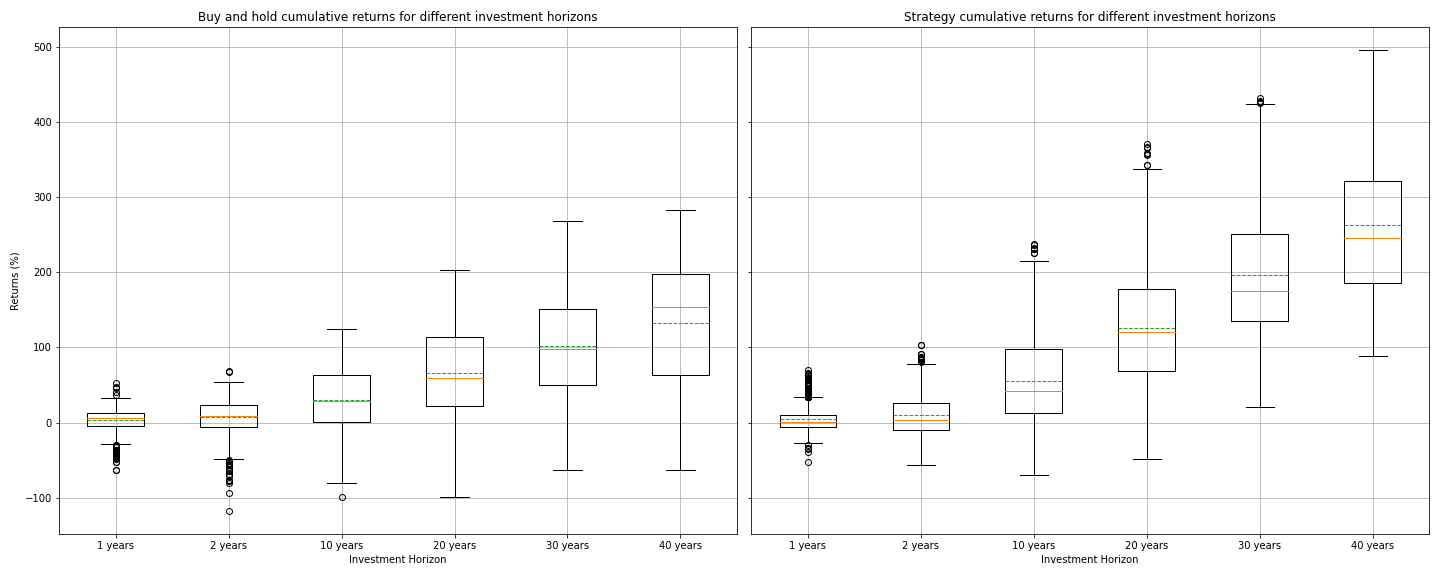 Buy and hold cumulative returns for different investment horizons
Strategy cumulative returns for different investment horizons
Returns (%)
500
400
300
200
100
0
−100
1 years
2 years
10 years
20 years
30 years
40 years
Investment Horizon
1 years
2 years
10 years
20 years
30 years
40 years
Investment Horizon